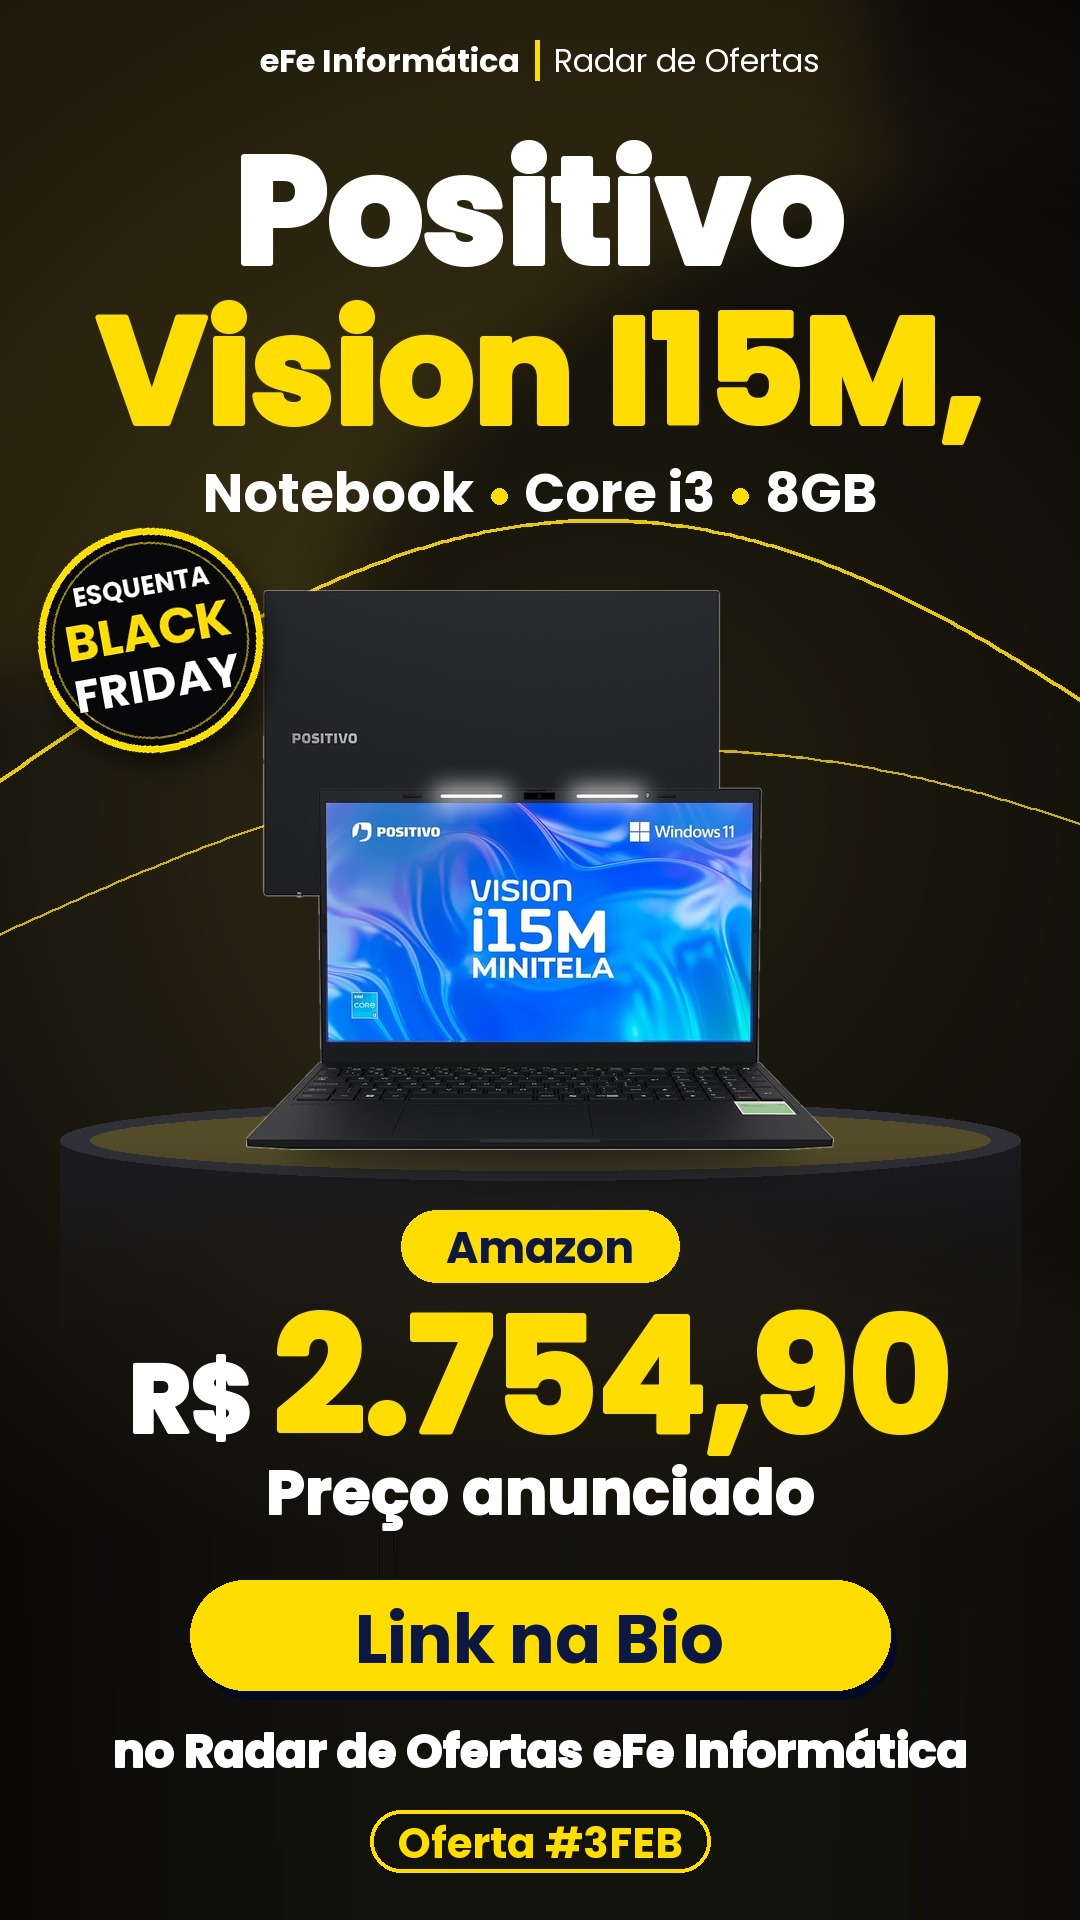 eFe Informática | Radar de Ofertas
Positivo
Vision I15M,
Notebook • Core i3 • 8GB
ESQUENTA
BLACK
FRIDAY
POSITIVO
POSITIVO
Windows 11
VISION
i15M
MINITELA
intel
CORE
Amazon
R$ 2.754,90
Preço anunciado
Link na Bio
no Radar de Ofertas eFe Informática
Oferta #3FEB